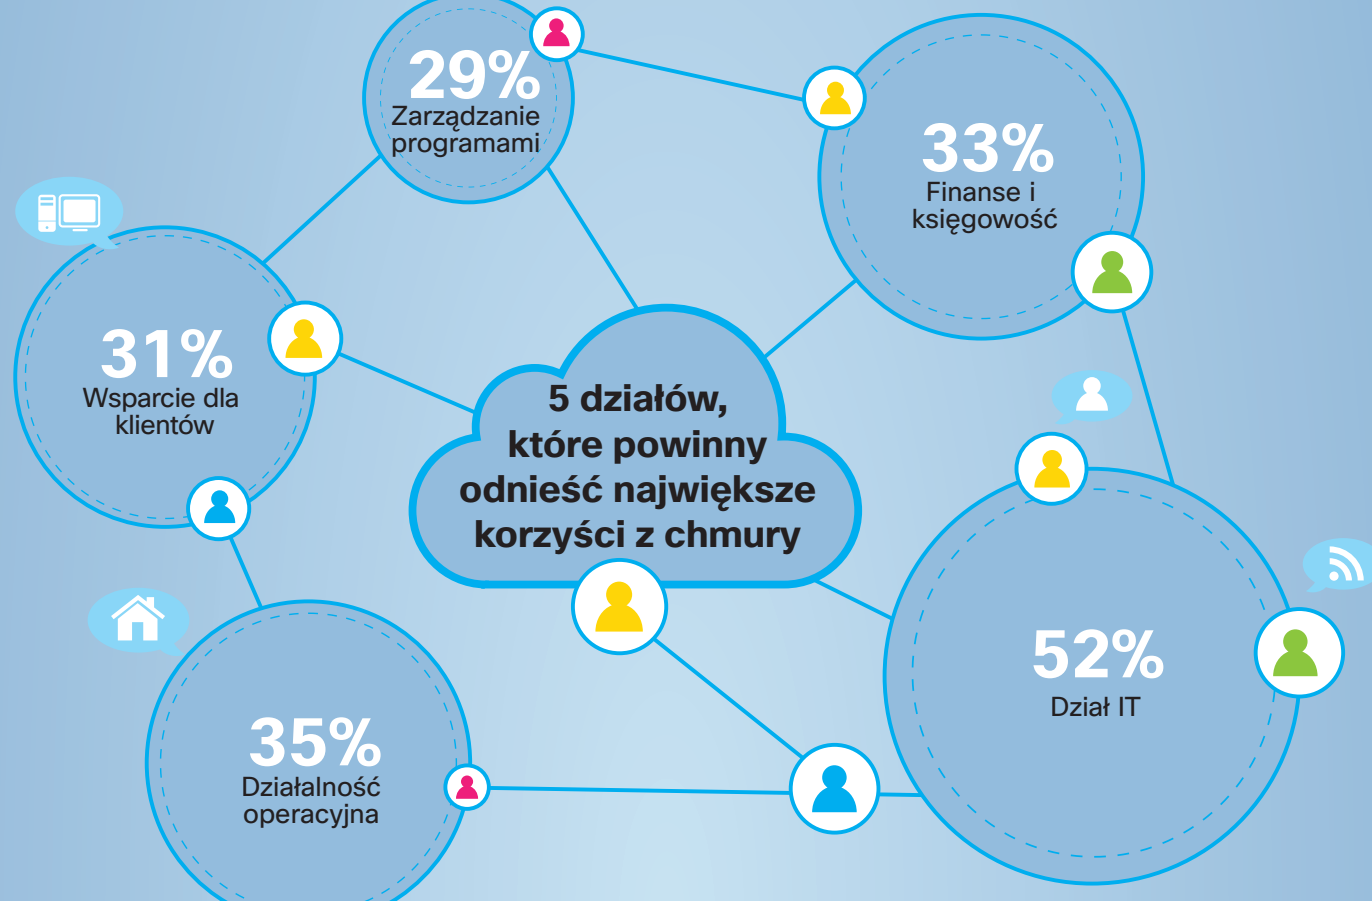 29%
Zarządzanie
programami
33%
Finanse i
księgowość
31%
Wsparcie dla
klientów
5 działów,
które powinny
odnieść największe
korzyści z chmury
52%
Dział IT
35%
Działalność
operacyjna